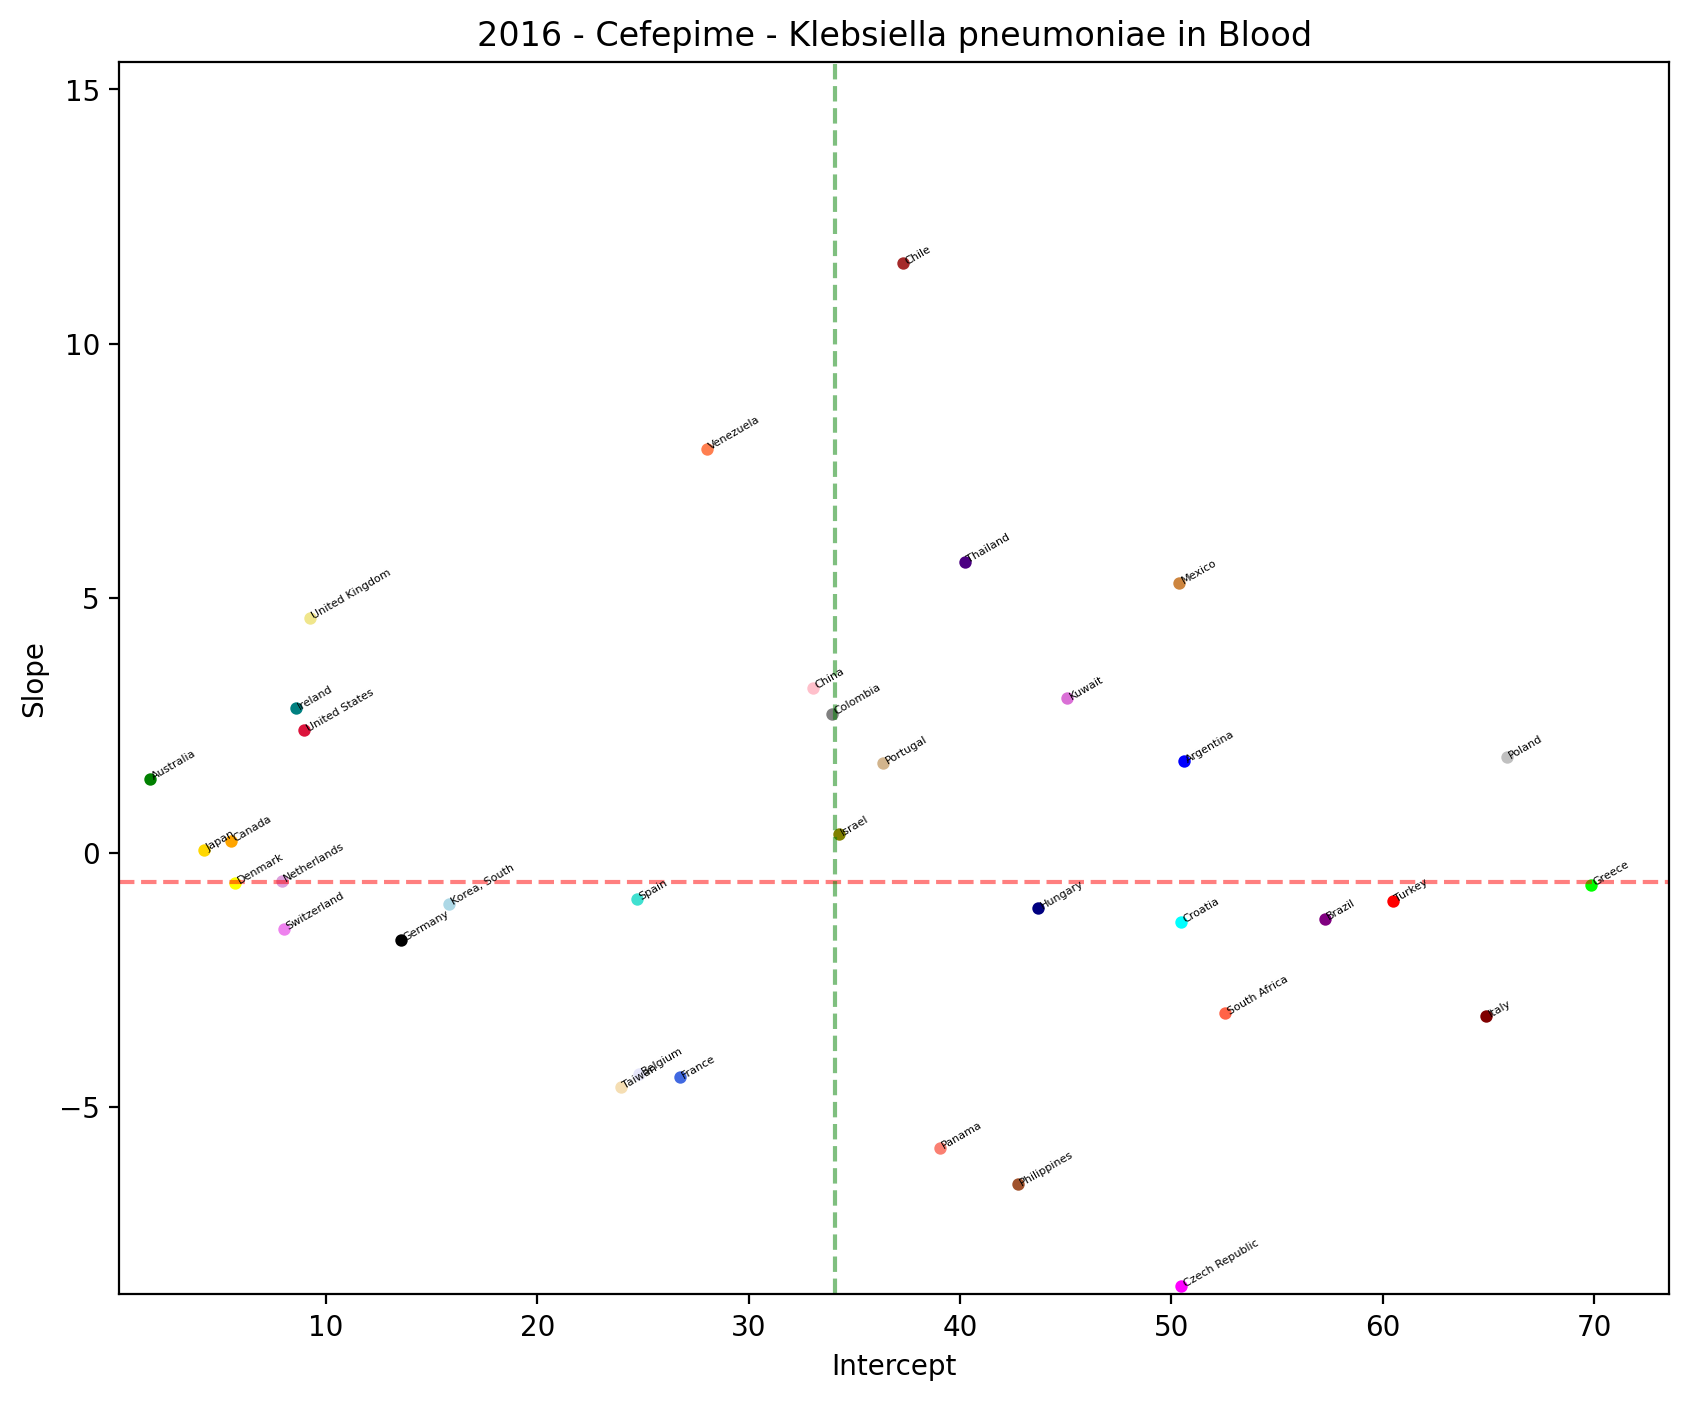 2016 - Cefepime - Klebsiella pneumoniae in Blood
15
10
5
0
−5
Slope
Chile
Venezuela
Thailand
Mexico
United Kingdom
China
Colombia
Kuwait
Ireland
United States
Portugal
Argentina
Poland
Australia
Israel
Japan
Canada
Denmark
Netherlands
Switzerland
Korea, South
Germany
Spain
Hungary
Croatia
Brazil
Turkey
Greece
South Africa
Italy
Taiwan
Belgium
France
Panama
Philippines
Czech Republic
10
20
30
40
50
60
70
Intercept